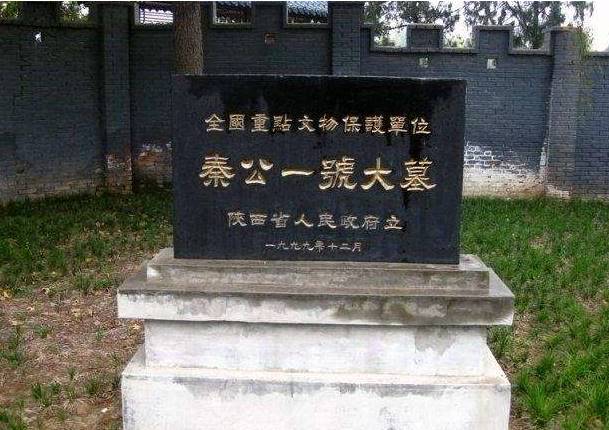 全國重點文物保護單位
秦公一號大墓
陝西省人民政府立
一九九九年十二月